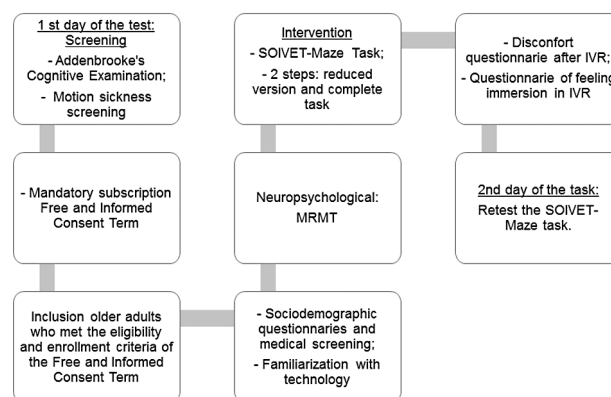 1 st day of the test:
Screening
- Addenbrooke's
Cognitive Examination;
- Motion sickness
screening
- Mandatory subscription
Free and Informed
Consent Term
Inclusion older adults
who met the eligibility
and enrollment criteria of
the Free and Informed
Consent Term
- Sociodemographic
questionnaries and
medical screening;
- Familiarization with
technology
Neuropsychological:
MRMT
Intervention
- SOIVET-Maze Task;
- 2 steps: reduced
version and complete
task
- Disconfort
questionnarie after IVR;
- Questionnarie of feeling
immersion in IVR
2nd day of the task:
Retest the SOIVET-
Maze task.